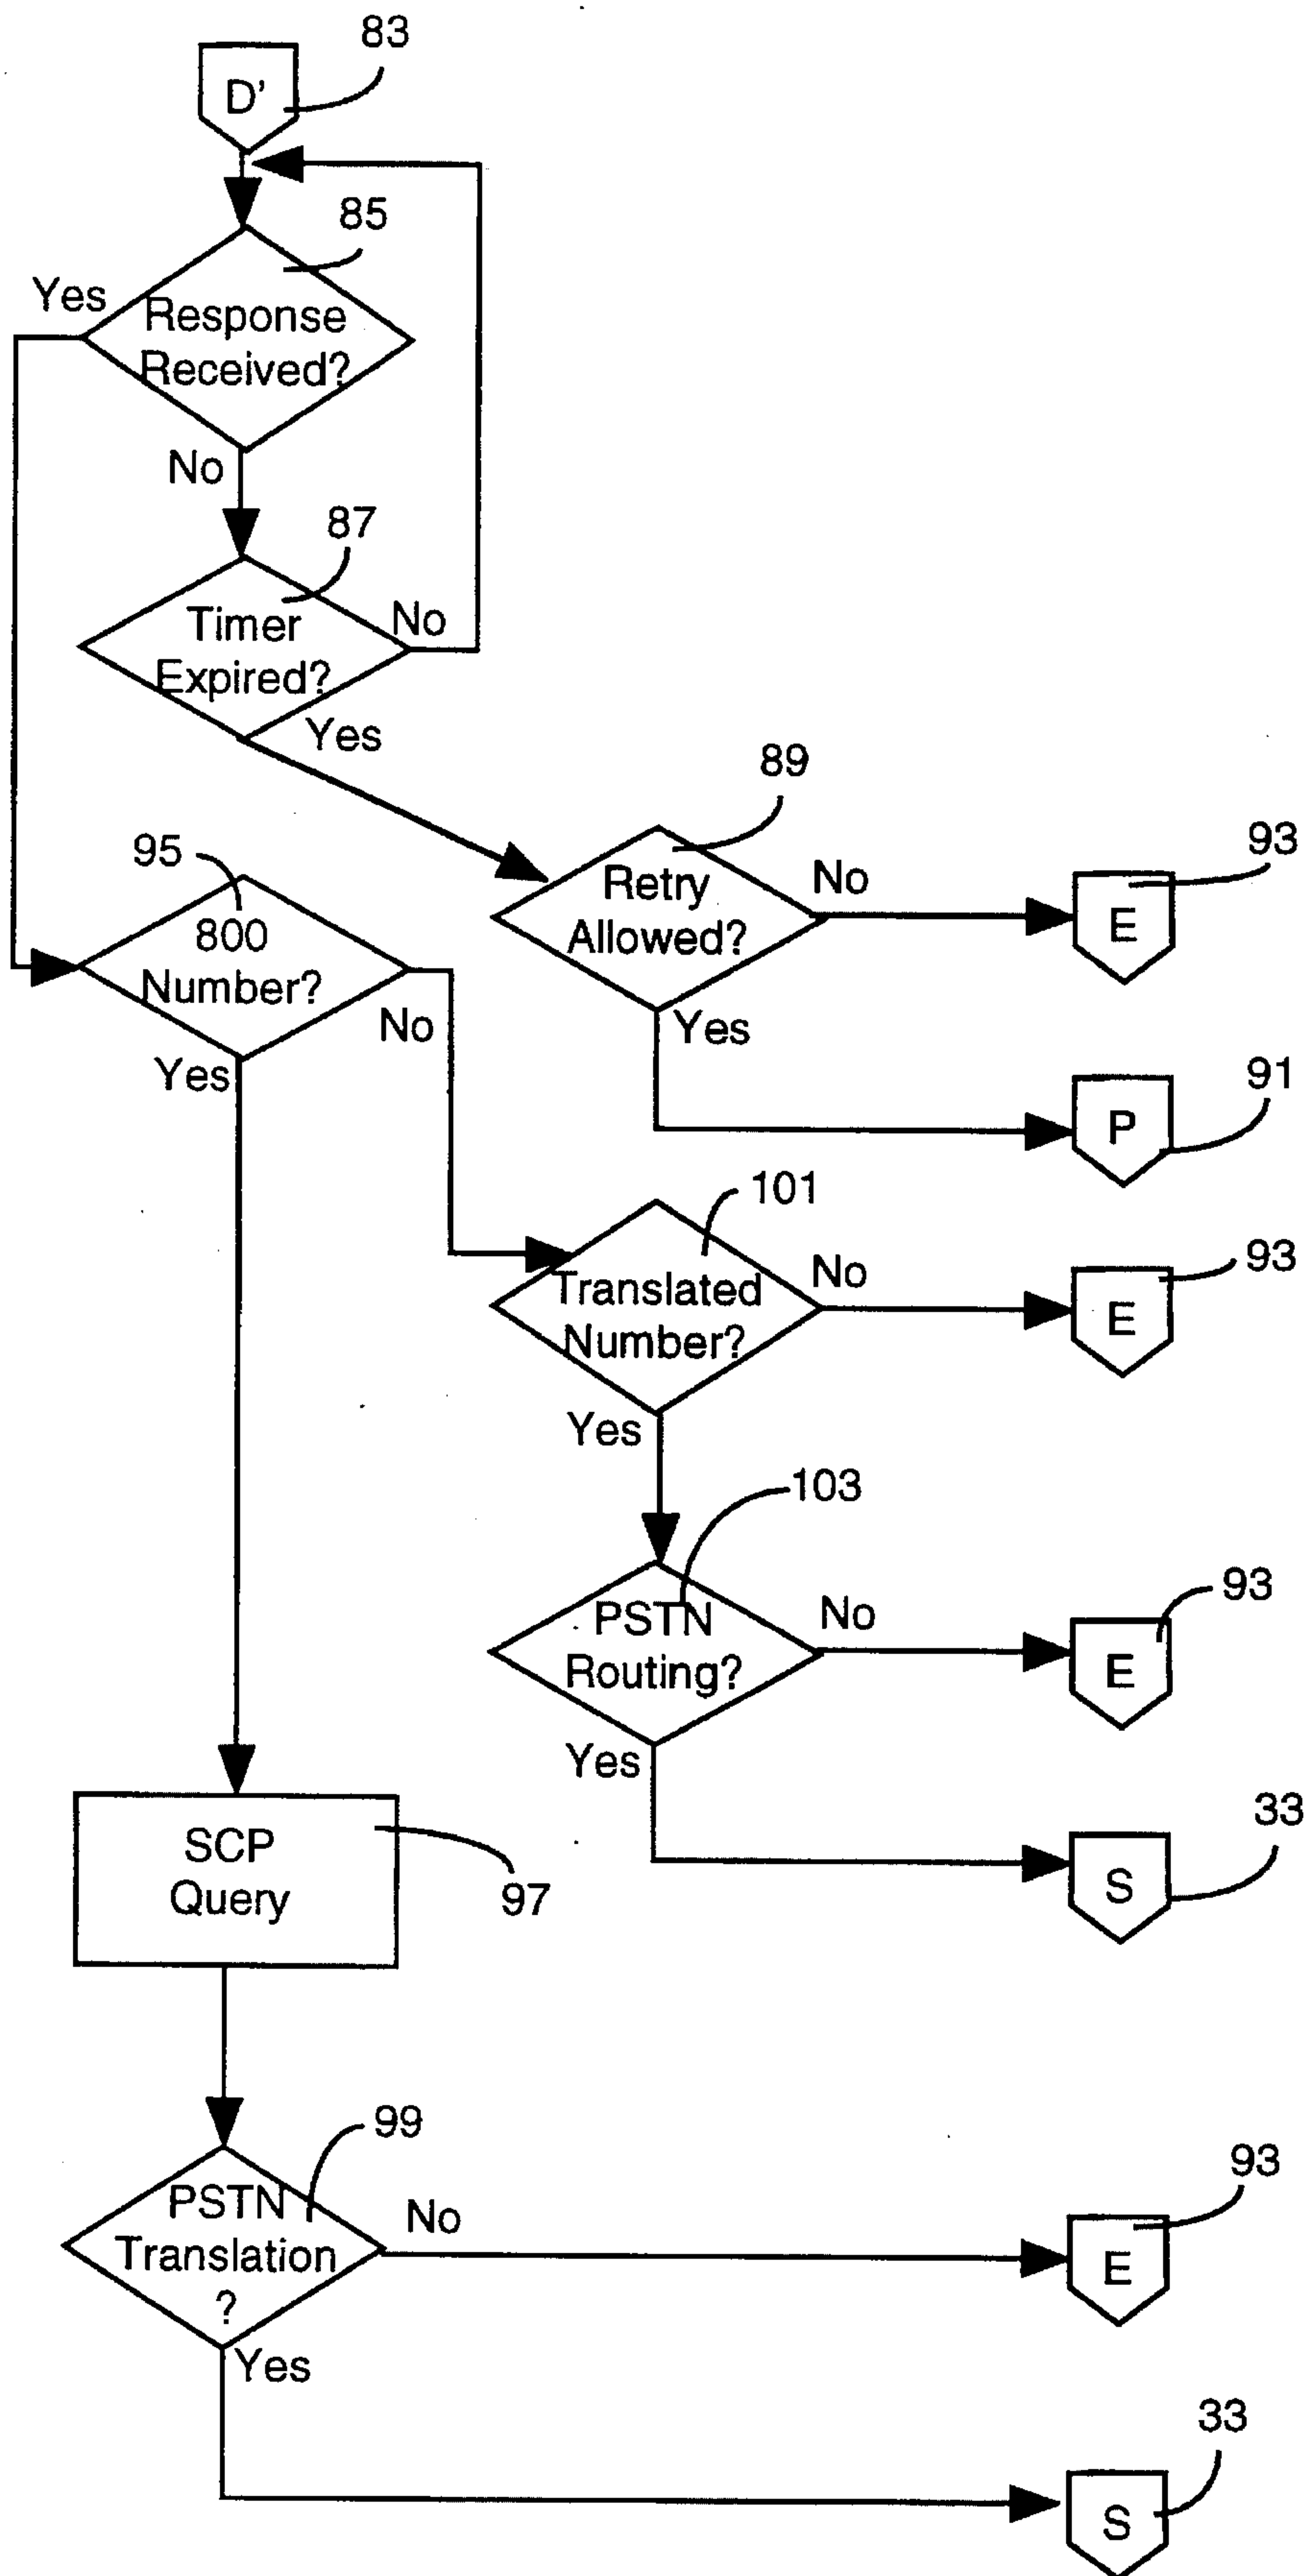 83
D'
85
Yes
Response
Received?
No
87
Timer
Expired?
No
Yes
89
Retry
Allowed?
No
93
E
95
800
Number?
No
Yes
Yes
91
P
101
Translated
Number?
No
93
E
Yes
103
PSTN
Routing?
No
93
E
Yes
33
S
SCP
Query
97
99
PSTN
Translation
?
No
93
E
Yes
33
S